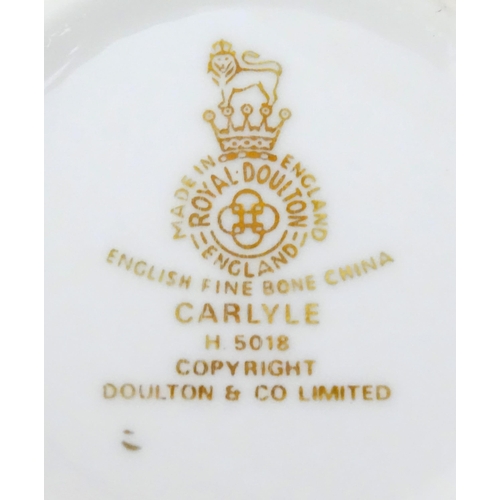 MADE IN ENGLAND
ROYAL·DOULTON
ENGLAND
ENGLISH FINE BONE CHINA
CARLYLE
H. 5018
COPYRIGHT
DOULTON & CO LIMITED